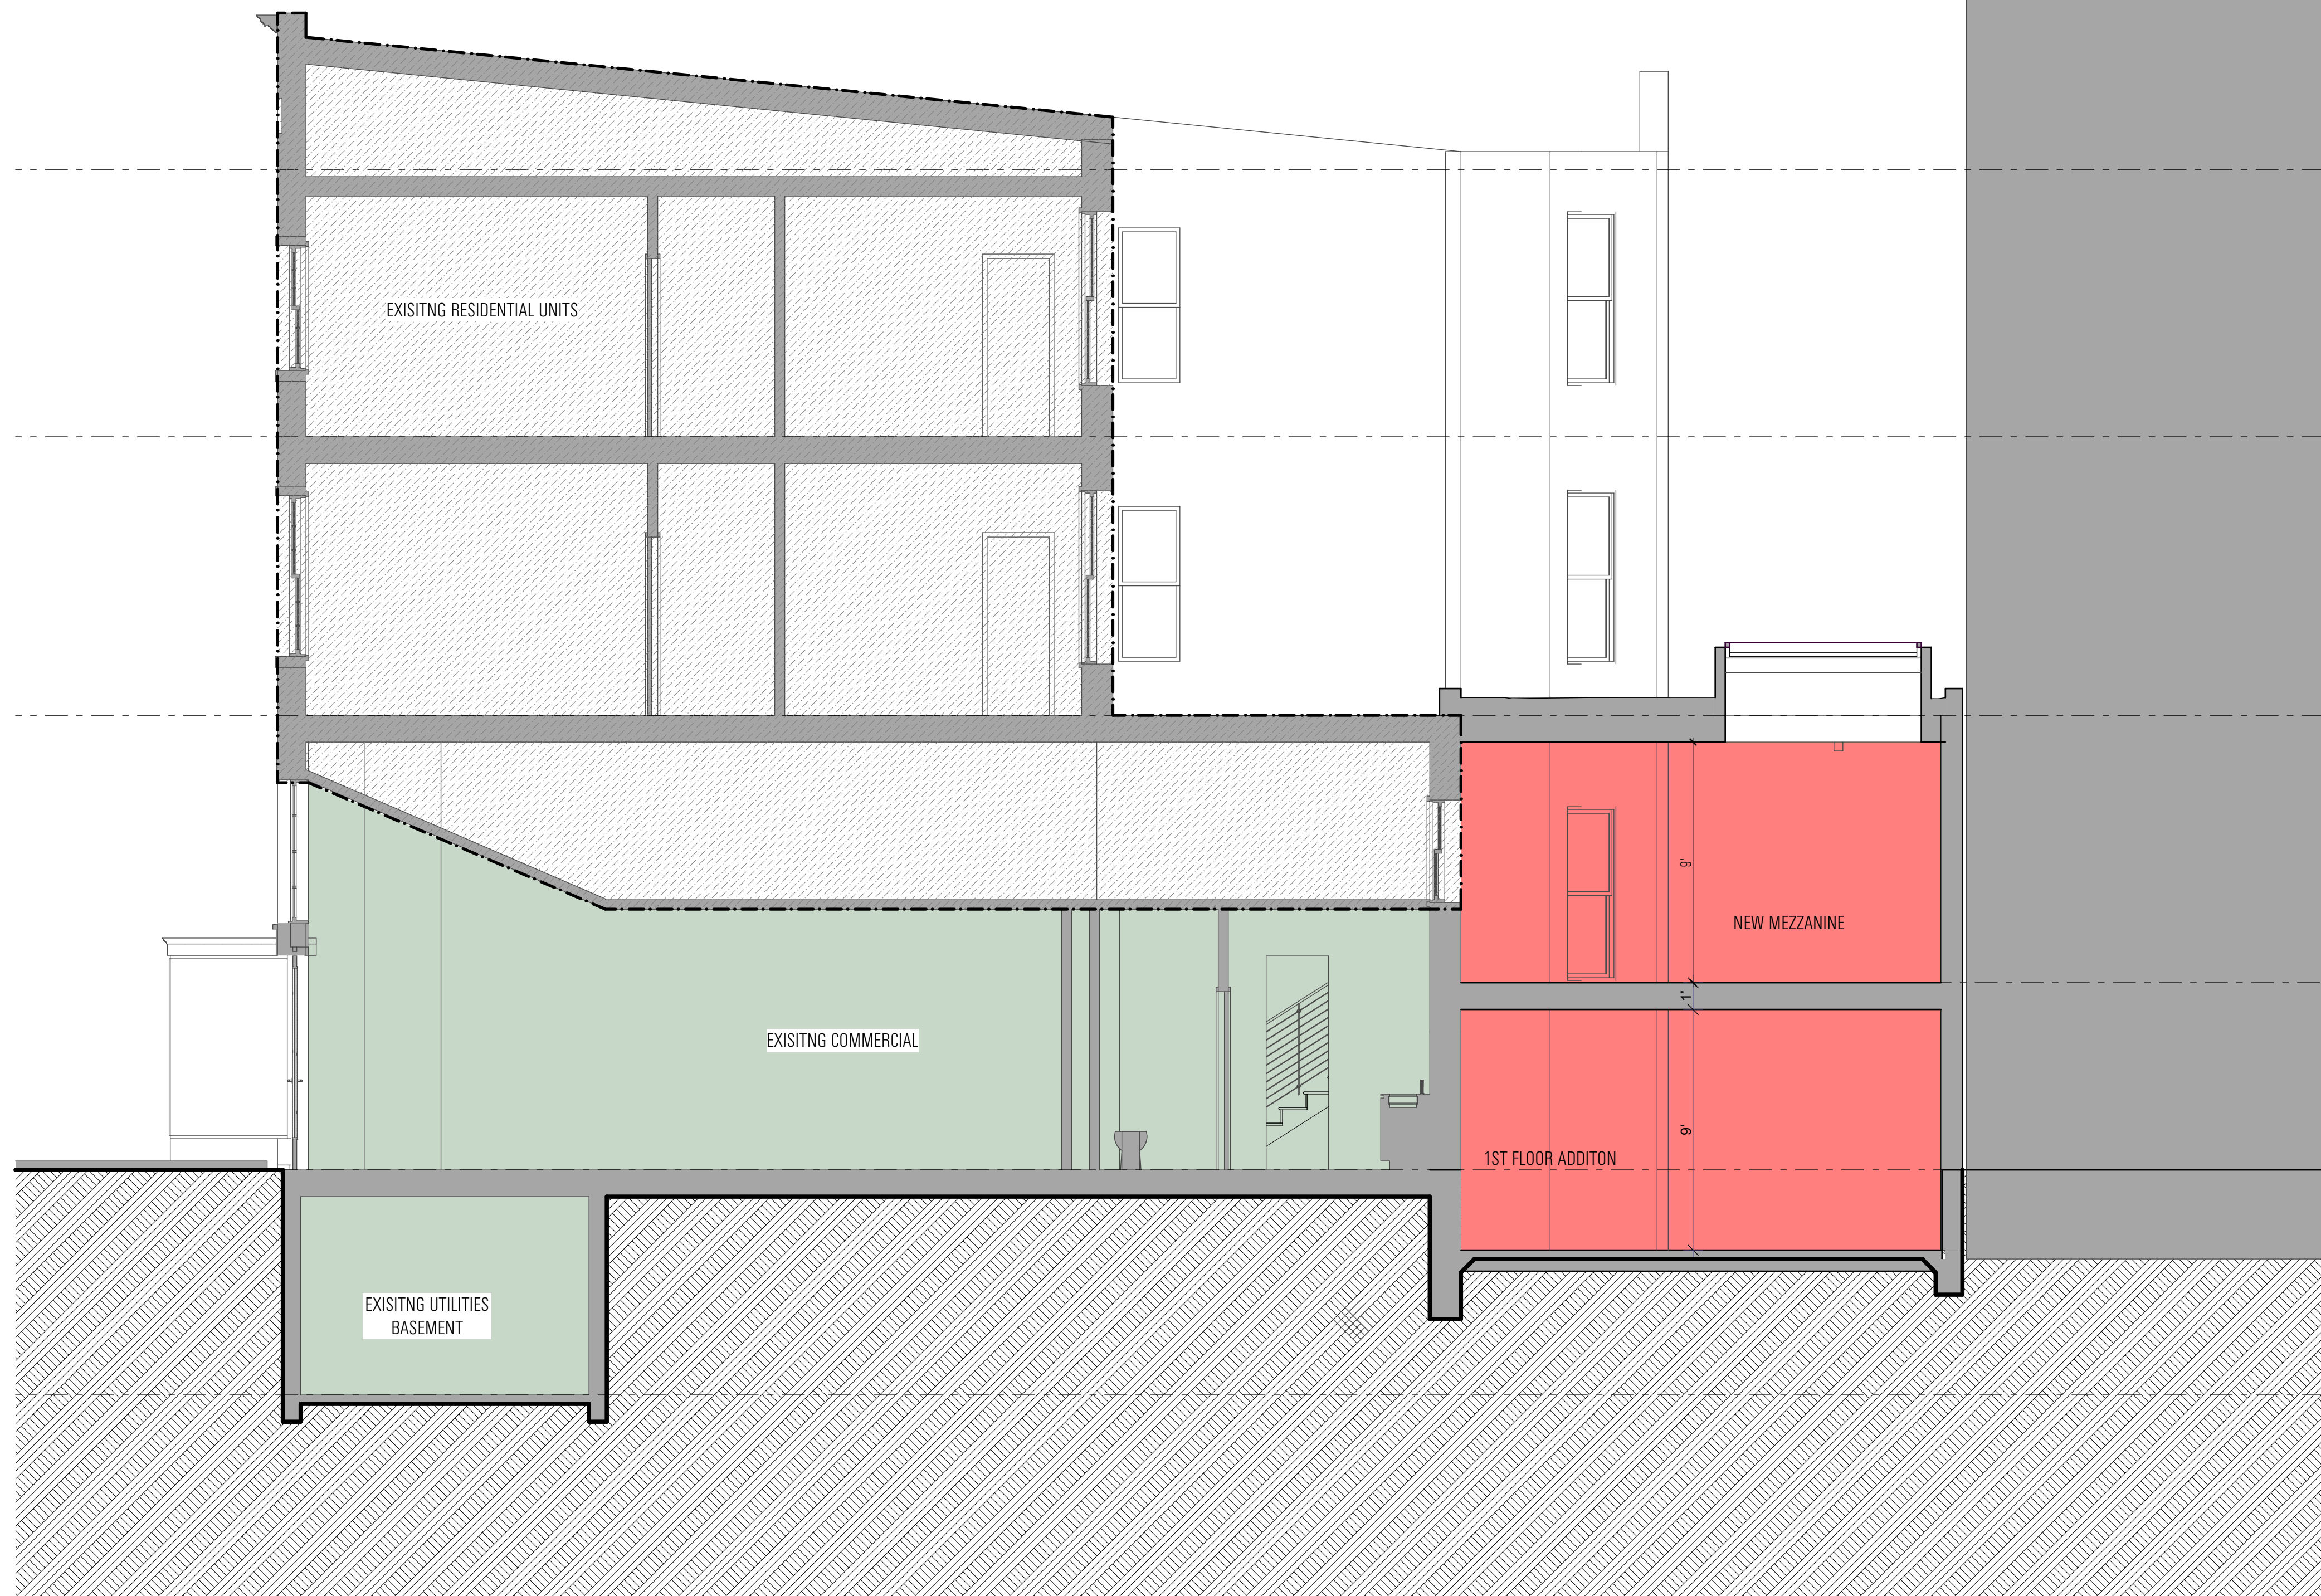 EXISITNG RESIDENTIAL UNITS
9'
NEW MEZZANINE
1'
EXISITNG COMMERCIAL
9'
1ST FLOOR ADDITON
EXISITNG UTILITIES
BASEMENT